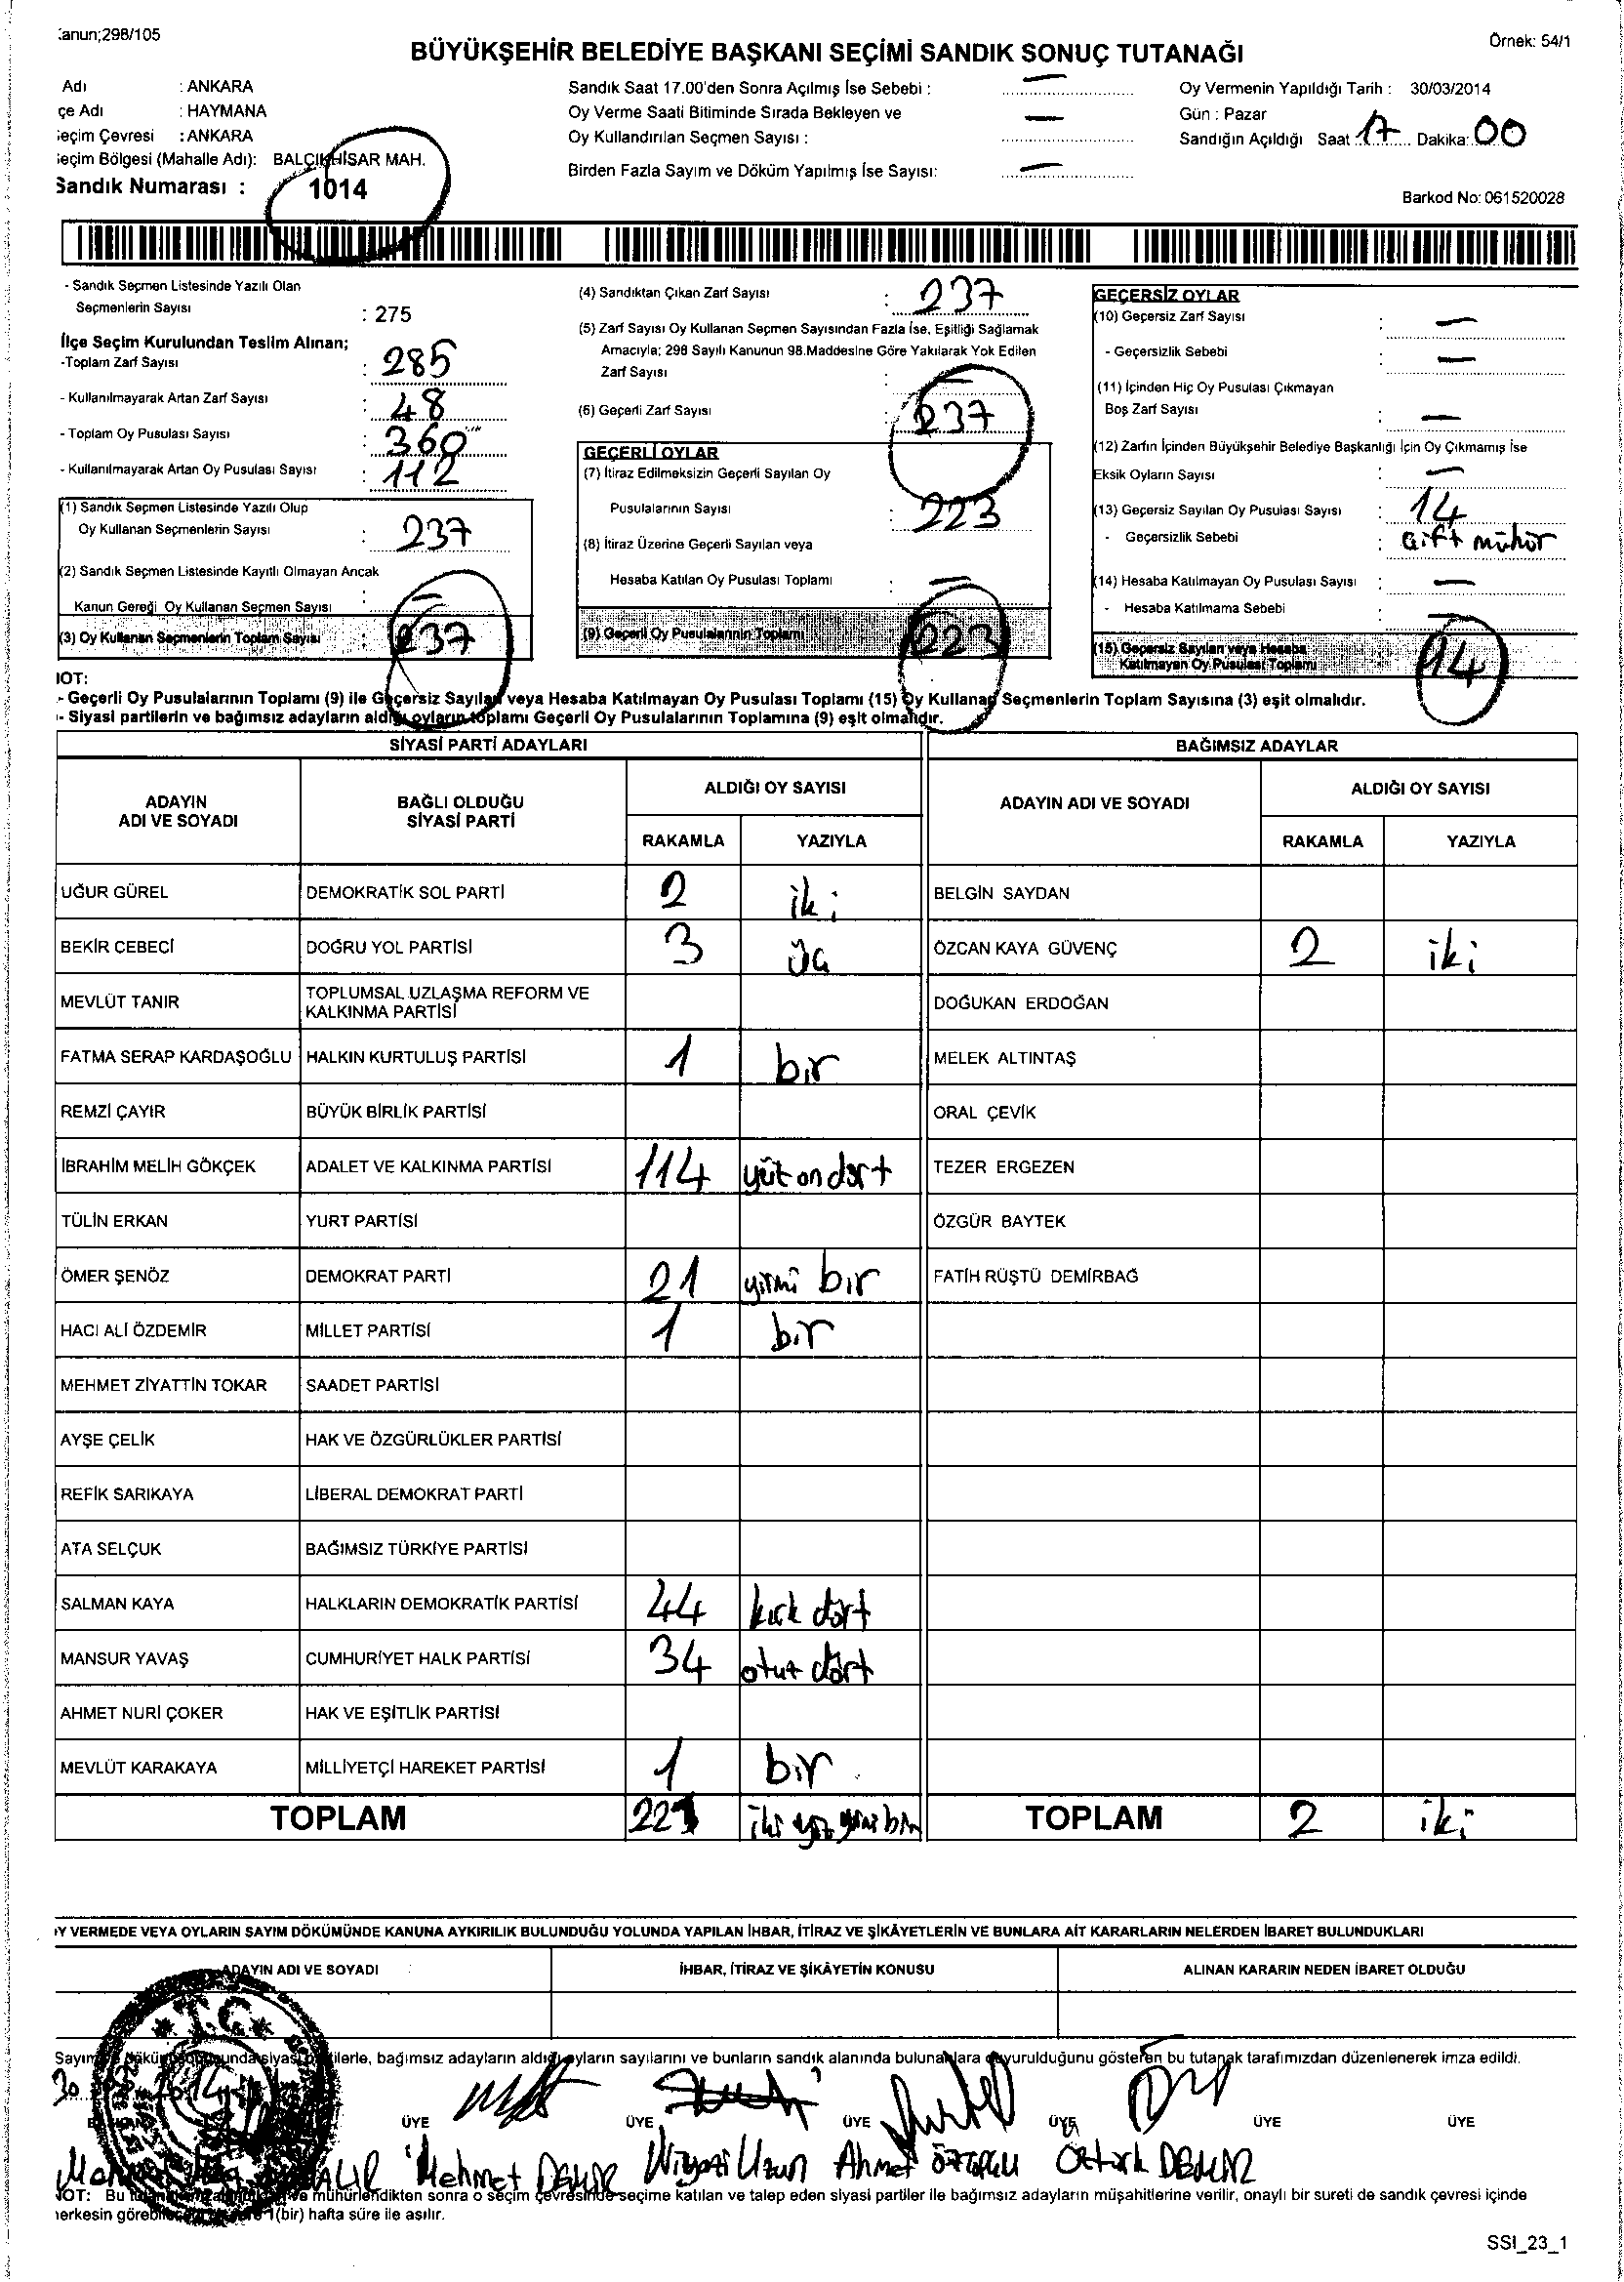 :anun;298/105
Örnek: 54/1
BÜYÜKŞEHİR BELEDİYE BAŞKANI SEÇİMİ SANDIK SONUÇ TUTANAĞI
Adı : ANKARA
çe Adı : HAYMANA
eçim Çevresi : ANKARA
eçim Bölgesi (Mahalle Adı): BALÇIKHİSAR MAH.
Sandık Numarası : 1014
Sandık Saat 17.00'den Sonra Açılmış İse Sebebi : —
Oy Verme Saati Bitiminde Sırada Bekleyen ve
Oy Kullandırılan Seçmen Sayısı : —
Birden Fazla Sayım ve Döküm Yapılmış İse Sayısı: —
Oy Vermenin Yapıldığı Tarih : 30/03/2014
Gün : Pazar
Sandığın Açıldığı Saat 17 Dakika: 00
Barkod No: 061520028
- Sandık Seçmen Listesinde Yazılı Olan
Seçmenlerin Sayısı : 275
İlçe Seçim Kurulundan Teslim Alınan;
-Toplam Zarf Sayısı : 285
- Kullanılmayarak Artan Zarf Sayısı : 48
- Toplam Oy Pusulası Sayısı : 360
- Kullanılmayarak Artan Oy Pusulası Sayısı : 112
(1) Sandık Seçmen Listesinde Yazılı Olup
Oy Kullanan Seçmenlerin Sayısı : 237
(2) Sandık Seçmen Listesinde Kayıtlı Olmayan Ancak
Kanun Gereği Oy Kullanan Seçmen Sayısı : —
(3) Oy Kullanan Seçmenlerin Toplam Sayısı : 237
(4) Sandıktan Çıkan Zarf Sayısı : 237
(5) Zarf Sayısı Oy Kullanan Seçmen Sayısından Fazla İse, Eşitliği Sağlamak
Amacıyla; 298 Sayılı Kanunun 98.Maddesine Göre Yakılarak Yok Edilen
Zarf Sayısı : —
(6) Geçerli Zarf Sayısı : 237
GEÇERLİ OYLAR
(7) İtiraz Edilmeksizin Geçerli Sayılan Oy
Pusulalarının Sayısı : 223
(8) İtiraz Üzerine Geçerli Sayılan veya
Hesaba Katılan Oy Pusulası Toplamı : —
(9) Geçerli Oy Pusulalarının Toplamı : 223
GEÇERSİZ OYLAR
(10) Geçersiz Zarf Sayısı : —
- Geçersizlik Sebebi : —
(11) İçinden Hiç Oy Pusulası Çıkmayan
Boş Zarf Sayısı : —
(12) Zarfın İçinden Büyükşehir Belediye Başkanlığı İçin Oy Çıkmamış İse
Eksik Oyların Sayısı : —
(13) Geçersiz Sayılan Oy Pusulası Sayısı : 14
- Geçersizlik Sebebi : çift mühür
(14) Hesaba Katılmayan Oy Pusulası Sayısı : —
- Hesaba Katılmama Sebebi :
(15) Geçersiz Sayılan veya Hesaba
Katılmayan Oy Pusulası Toplamı : 14
IOT:
- Geçerli Oy Pusulalarının Toplamı (9) ile Geçersiz Sayılan veya Hesaba Katılmayan Oy Pusulası Toplamı (15) Oy Kullanan Seçmenlerin Toplam Sayısına (3) eşit olmalıdır.
- Siyasi partilerin ve bağımsız adayların aldığı oyların toplamı Geçerli Oy Pusulalarının Toplamına (9) eşit olmalıdır.
SİYASİ PARTİ ADAYLARI BAĞIMSIZ ADAYLAR
ADAYIN ADI VE SOYADI BAĞLI OLDUĞU SİYASİ PARTİ ALDIĞI OY SAYISI ADAYIN ADI VE SOYADI ALDIĞI OY SAYISI
RAKAMLA YAZIYLA RAKAMLA YAZIYLA
UĞUR GÜREL DEMOKRATİK SOL PARTİ 2 iki BELGİN SAYDAN
BEKİR CEBECİ DOĞRU YOL PARTİSİ 3 üç ÖZCAN KAYA GÜVENÇ 2 iki
MEVLÜT TANIR TOPLUMSAL UZLAŞMA REFORM VE KALKINMA PARTİSİ DOĞUKAN ERDOĞAN
FATMA SERAP KARDAŞOĞLU HALKIN KURTULUŞ PARTİSİ 1 bir MELEK ALTINTAŞ
REMZİ ÇAYIR BÜYÜK BİRLİK PARTİSİ ORAL ÇEVİK
İBRAHİM MELİH GÖKÇEK ADALET VE KALKINMA PARTİSİ 114 yüz on dört TEZER ERGEZEN
TÜLİN ERKAN YURT PARTİSİ ÖZGÜR BAYTEK
ÖMER ŞENÖZ DEMOKRAT PARTİ 21 yirmi bir FATİH RÜŞTÜ DEMİRBAĞ
HACI ALİ ÖZDEMİR MİLLET PARTİSİ 1 bir
MEHMET ZİYATTİN TOKAR SAADET PARTİSİ
AYŞE ÇELİK HAK VE ÖZGÜRLÜKLER PARTİSİ
REFİK SARIKAYA LİBERAL DEMOKRAT PARTİ
ATA SELÇUK BAĞIMSIZ TÜRKİYE PARTİSİ
SALMAN KAYA HALKLARIN DEMOKRATİK PARTİSİ 44 kırk dört
MANSUR YAVAŞ CUMHURİYET HALK PARTİSİ 34 otuz dört
AHMET NURİ ÇOKER HAK VE EŞİTLİK PARTİSİ
MEVLÜT KARAKAYA MİLLİYETÇİ HAREKET PARTİSİ 1 bir
TOPLAM 221 iki yüz yirmi bir TOPLAM 2 iki
Y VERMEDE VEYA OYLARIN SAYIM DÖKÜMÜNDE KANUNA AYKIRILIK BULUNDUĞU YOLUNDA YAPILAN İHBAR, İTİRAZ VE ŞİKÂYETLERİN VE BUNLARA AİT KARARLARIN NELERDEN İBARET BULUNDUKLARI
ADAYIN ADI VE SOYADI İHBAR, İTİRAZ VE ŞİKÂYETİN KONUSU ALINAN KARARIN NEDEN İBARET OLDUĞU
T.C.
bağımsız adayların aldığı oyların sayılarını ve bunların sandık alanında bulunanlara duyurulduğunu gösteren bu tutanak tarafımızdan düzenlenerek imza edildi.
30
ÜYE ÜYE ÜYE ÜYE ÜYE ÜYE
Mehmet DEMİR Niyazi Uzun Ahmet Öztürk DEMİR
NOT: Bu mühürlendikten sonra o seçim çevresinde seçime katılan ve talep eden siyasi partiler ile bağımsız adayların müşahitlerine verilir, onaylı bir sureti de sandık çevresi içinde
herkesin 1(bir) hafta süre ile asılır.
SSI_23_1